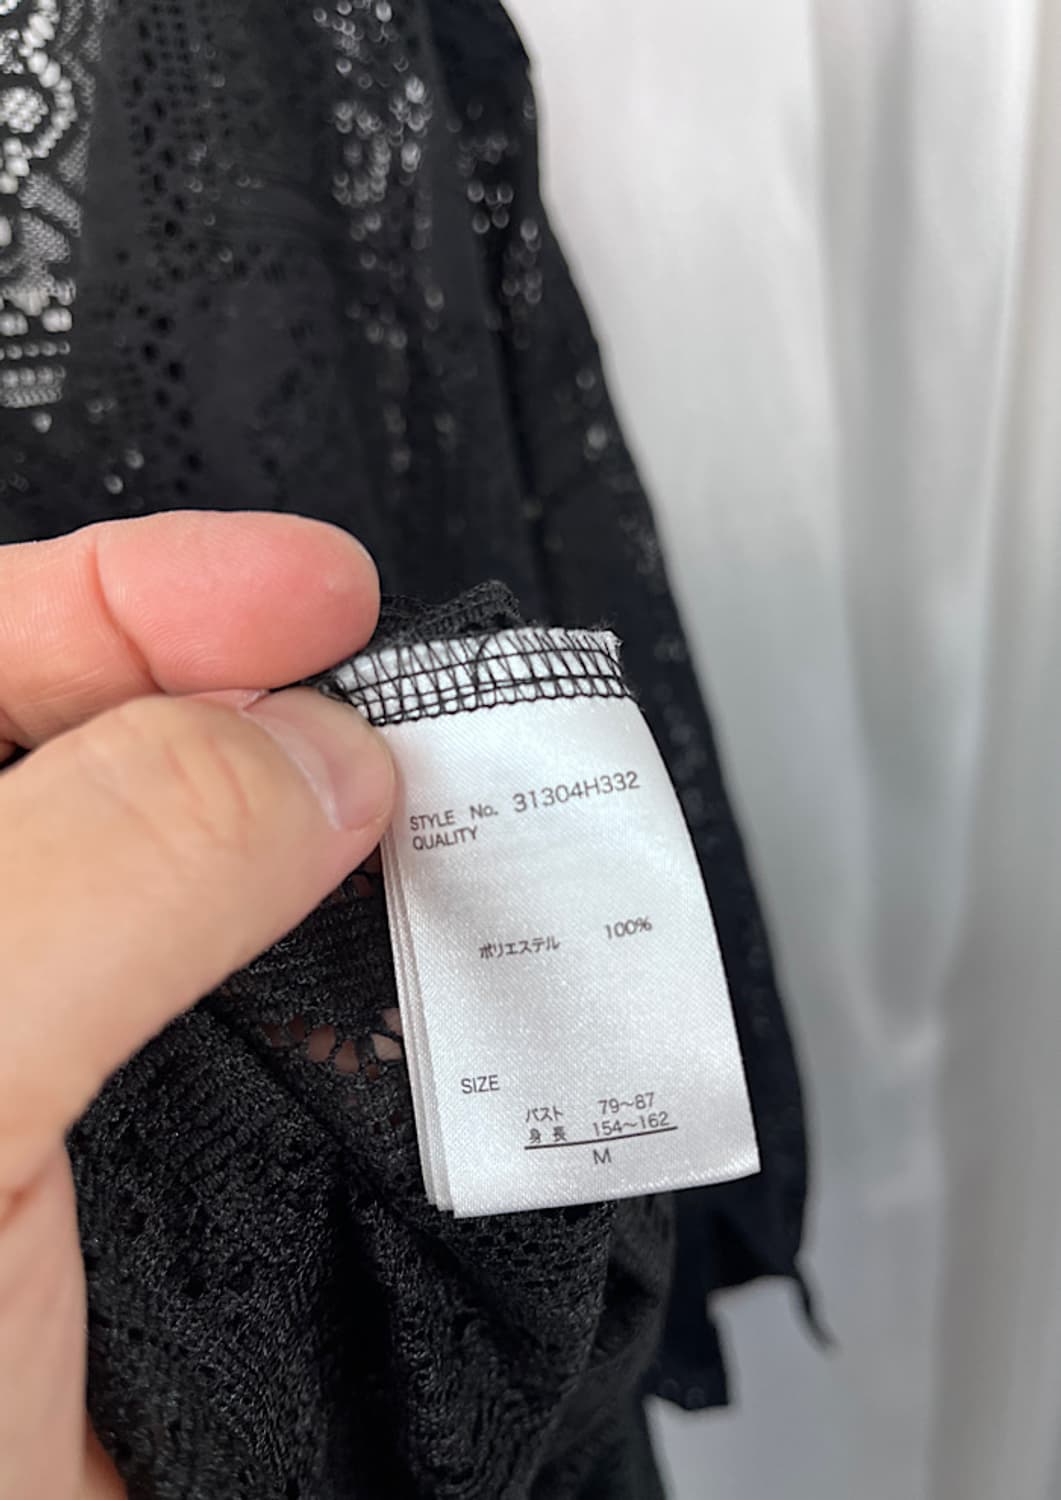 STYLE No. 31304H332
QUALITY
ポリエステル 100%
SIZE
バスト 79～87
身長 154～162
M